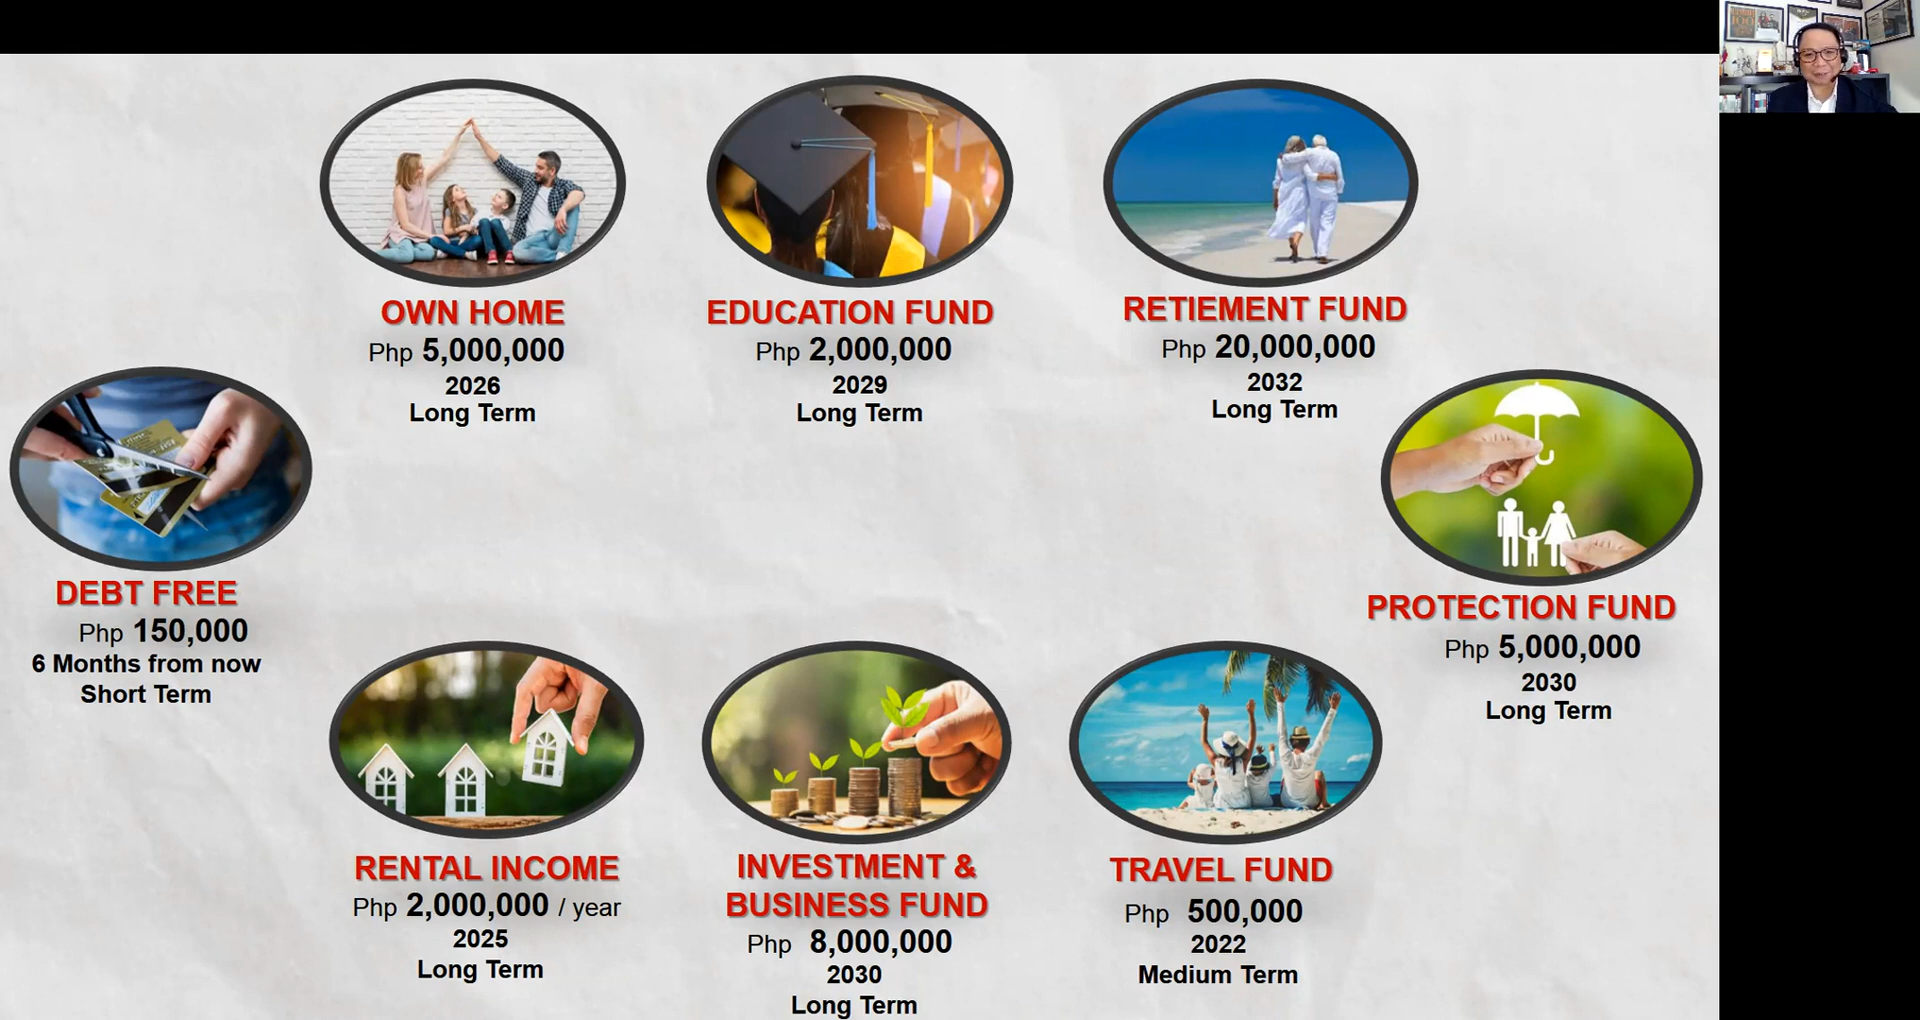 OWN HOME
Php 5,000,000
2026
Long Term
EDUCATION FUND
Php 2,000,000
2029
Long Term
RETIEMENT FUND
Php 20,000,000
2032
Long Term
DEBT FREE
Php 150,000
6 Months from now
Short Term
PROTECTION FUND
Php 5,000,000
2030
Long Term
RENTAL INCOME
Php 2,000,000 / year
2025
Long Term
INVESTMENT &
BUSINESS FUND
Php 8,000,000
2030
Long Term
TRAVEL FUND
Php 500,000
2022
Medium Term